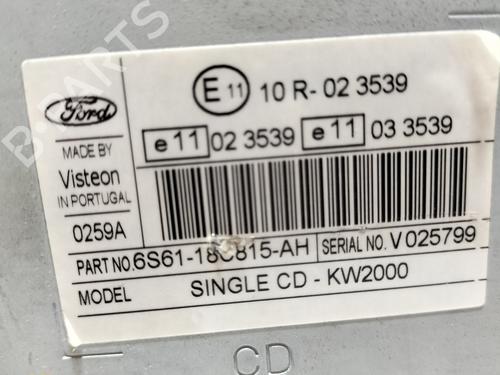 Ford
E 11 10 R- 02 3539
e 11 02 3539 e 11 03 3539
MADE BY
Visteon
IN PORTUGAL
0259A
PART NO. 6S61-18C815-AH SERIAL NO. V 025799
MODEL SINGLE CD - KW2000
CD
B-PARTS